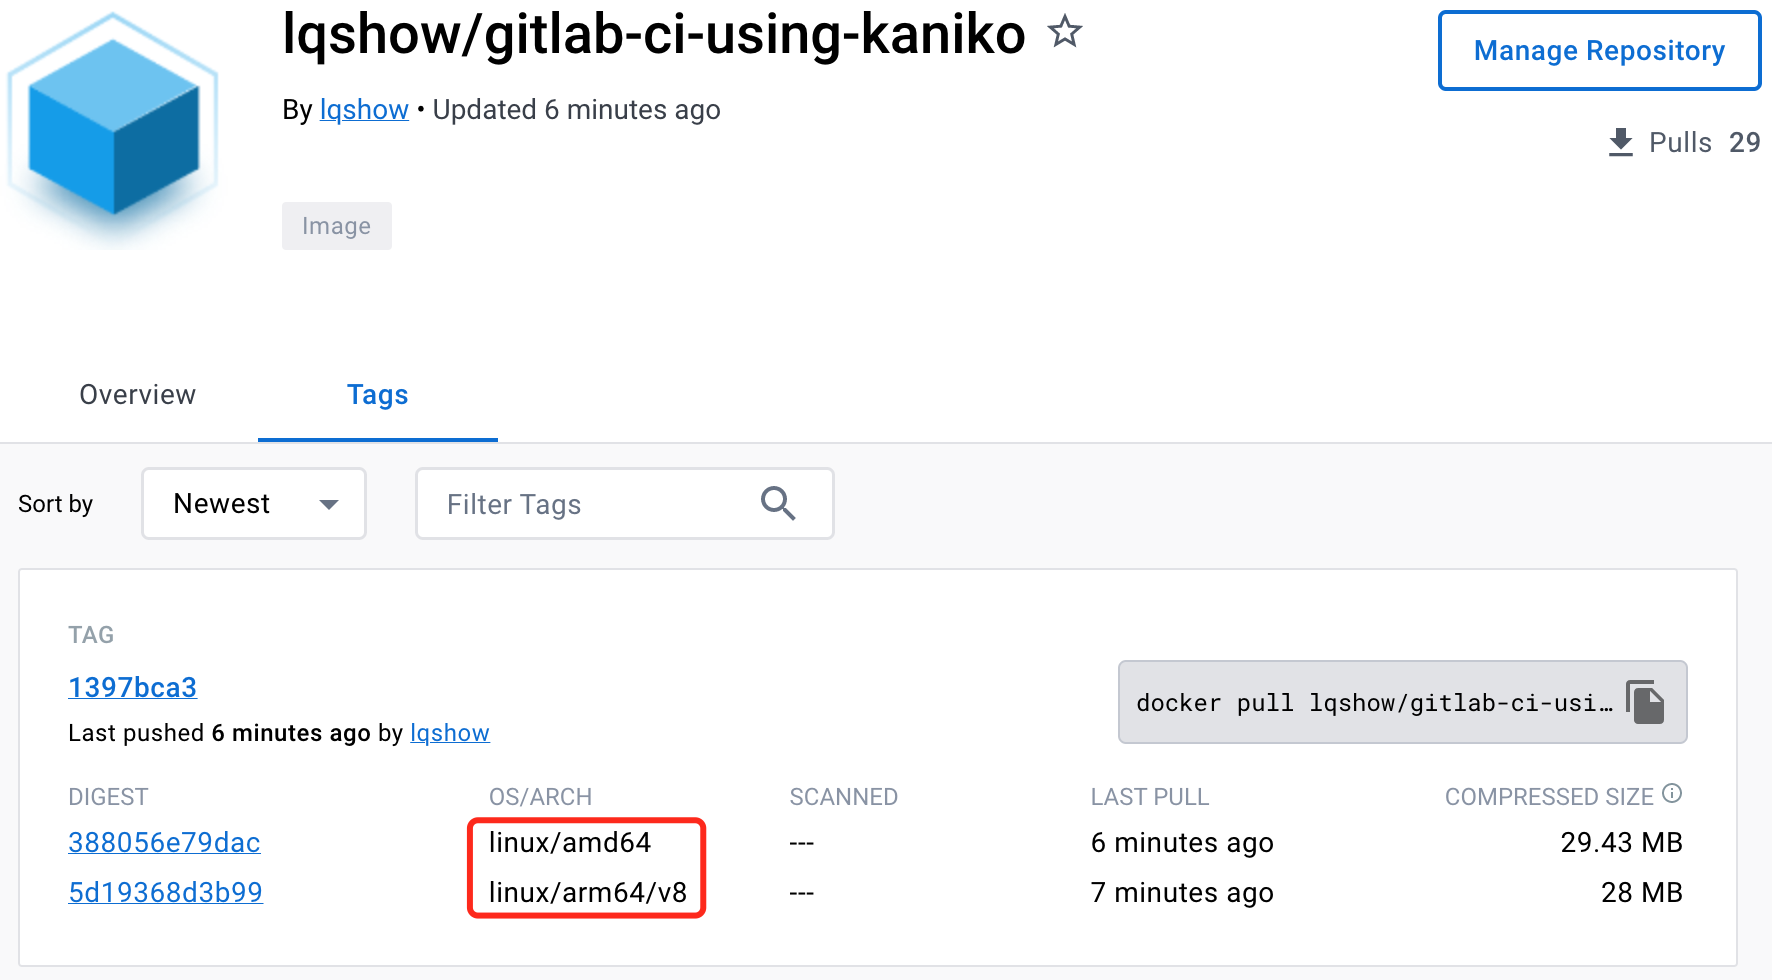 lqshow/gitlab-ci-using-kaniko
Manage Repository
By lqshow • Updated 6 minutes ago
Pulls 29
Image
Overview Tags
Sort by Newest Filter Tags
TAG
1397bca3
docker pull lqshow/gitlab-ci-usi…
Last pushed 6 minutes ago by lqshow
DIGEST OS/ARCH SCANNED LAST PULL COMPRESSED SIZE
388056e79dac linux/amd64 --- 6 minutes ago 29.43 MB
5d19368d3b99 linux/arm64/v8 --- 7 minutes ago 28 MB